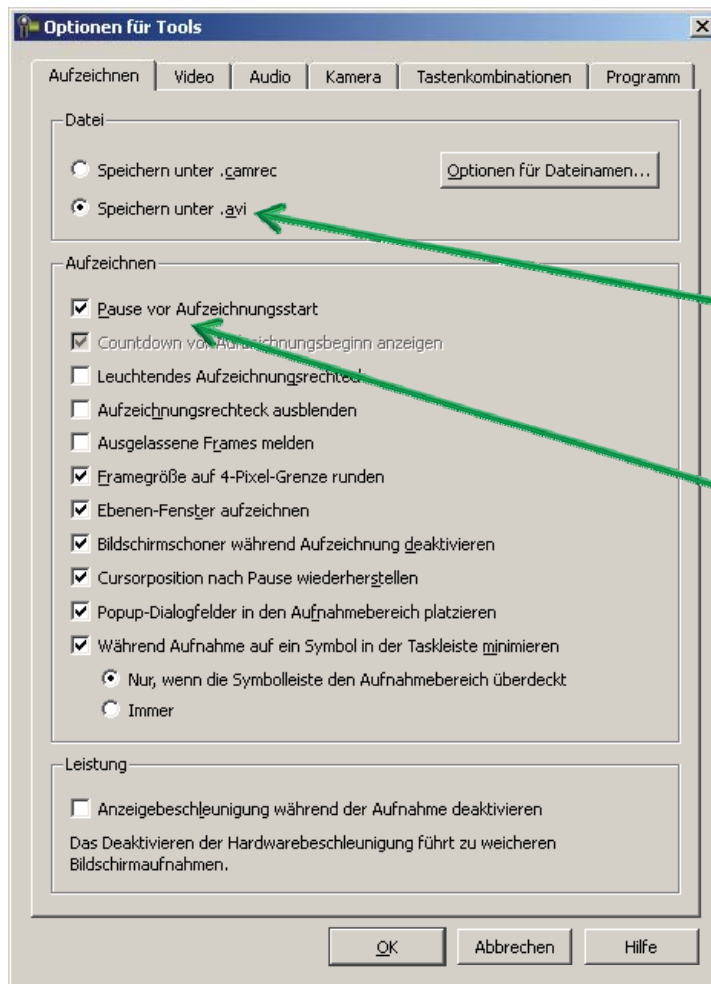 Optionen für Tools
Aufzeichnen Video Audio Kamera Tastenkombinationen Programm
Datei
Speichern unter .camrec
Optionen für Dateinamen...
Speichern unter .avi
Aufzeichnen
Pause vor Aufzeichnungsstart
Countdown vor Aufzeichnungsbeginn anzeigen
Leuchtendes Aufzeichnungsrechteck
Aufzeichnungsrechteck ausblenden
Ausgelassene Frames melden
Framegröße auf 4-Pixel-Grenze runden
Ebenen-Fenster aufzeichnen
Bildschirmschoner während Aufzeichnung deaktivieren
Cursorposition nach Pause wiederherstellen
Popup-Dialogfelder in den Aufnahmebereich platzieren
Während Aufnahme auf ein Symbol in der Taskleiste minimieren
Nur, wenn die Symbolleiste den Aufnahmebereich überdeckt
Immer
Leistung
Anzeigebeschleunigung während der Aufnahme deaktivieren
Das Deaktivieren der Hardwarebeschleunigung führt zu weicheren
Bildschirmaufnahmen.
OK Abbrechen Hilfe